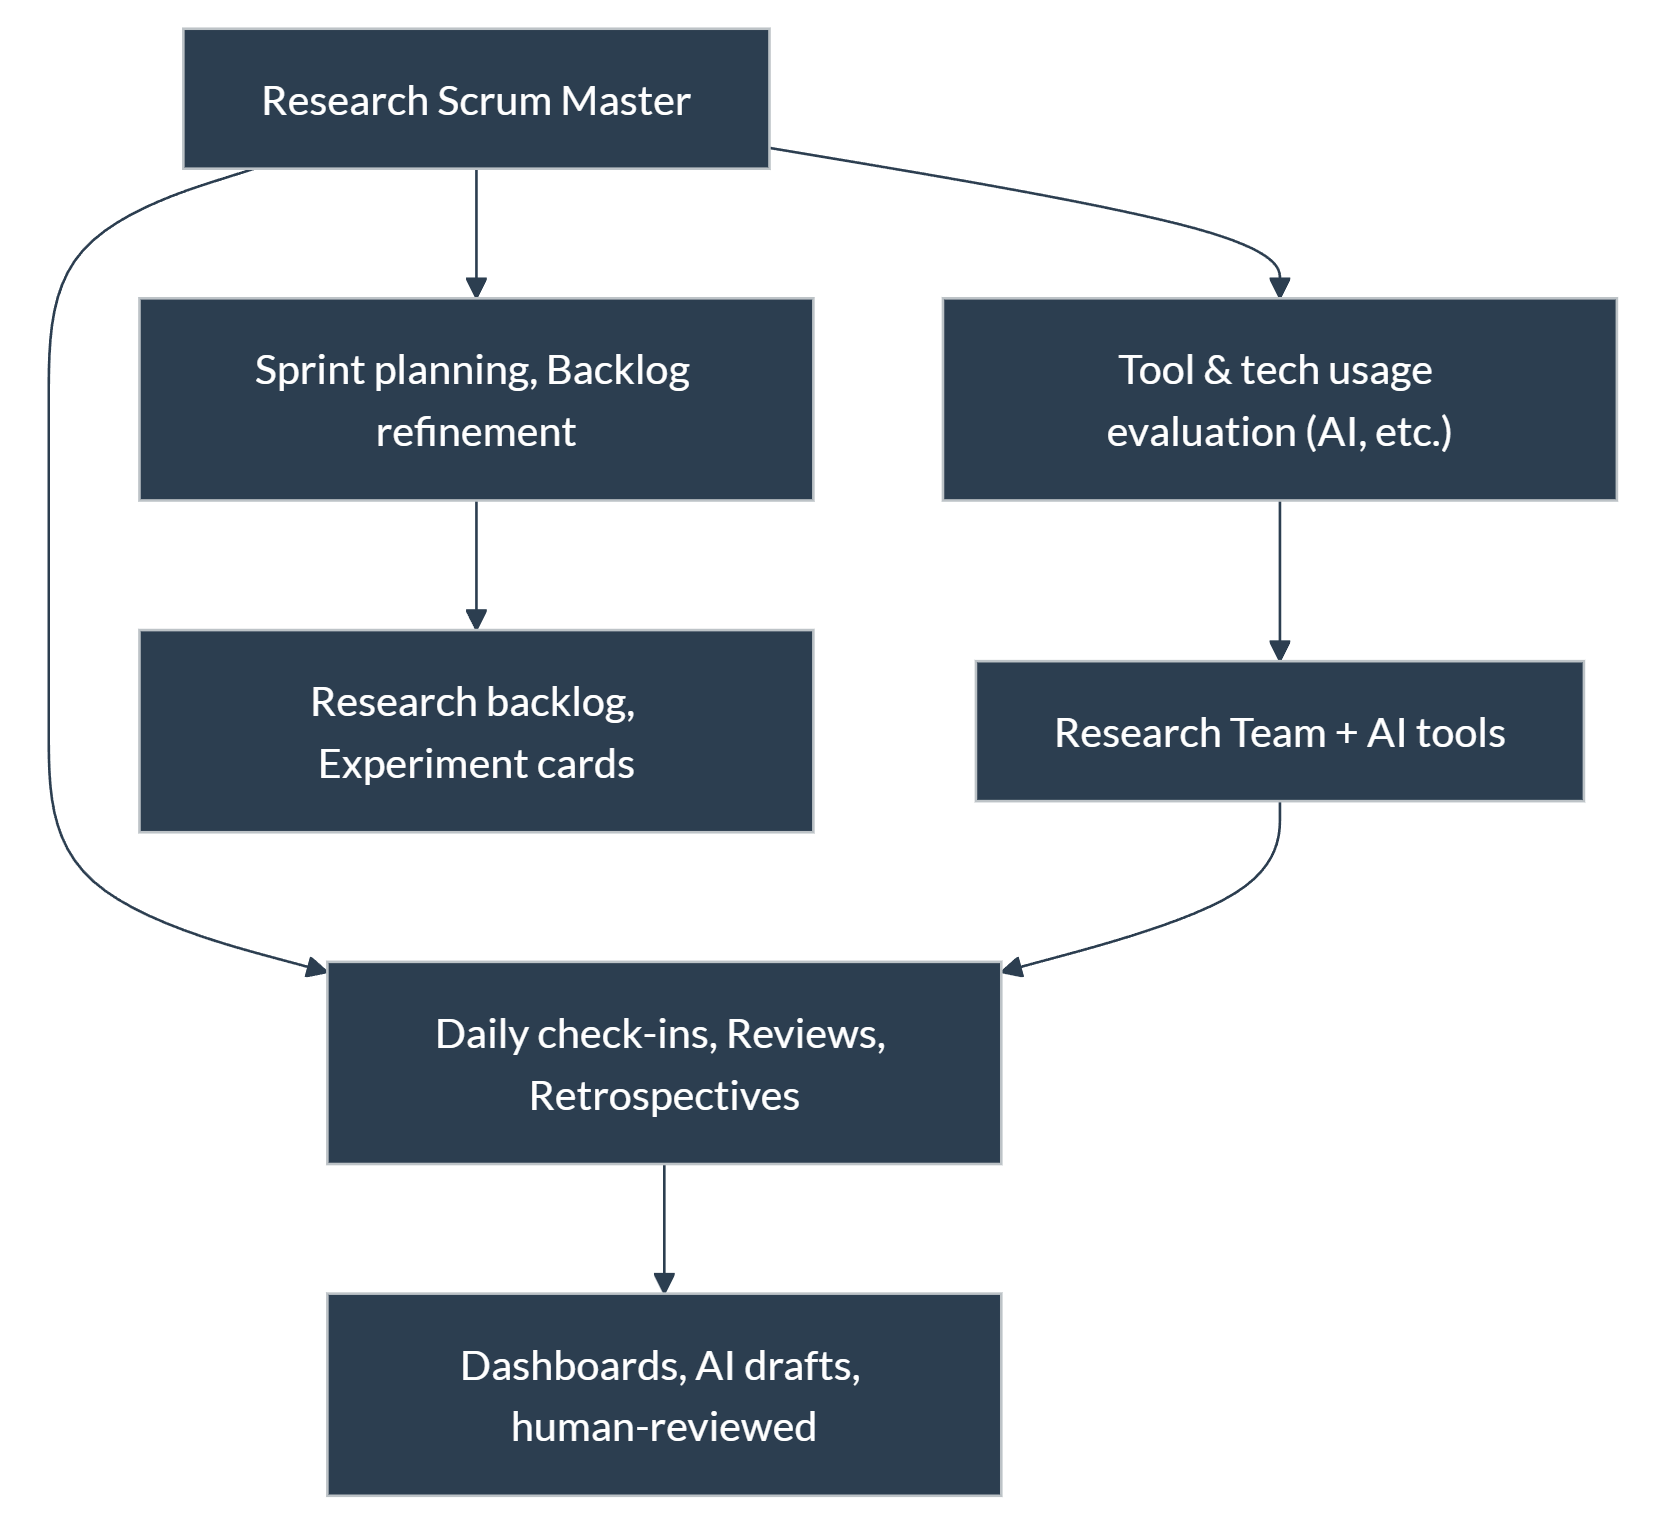 Research Scrum Master
Sprint planning, Backlog
refinement
Tool & tech usage
evaluation (AI, etc.)
Research backlog,
Experiment cards
Research Team + AI tools
Daily check-ins, Reviews,
Retrospectives
Dashboards, AI drafts,
human-reviewed